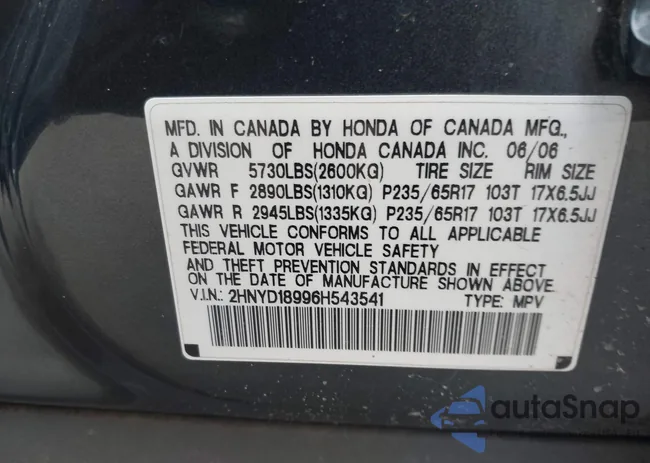 MFD. IN CANADA BY HONDA OF CANADA MFG.,
A DIVISION OF HONDA CANADA INC. 06/06
GVWR 5730LBS(2600KG) TIRE SIZE RIM SIZE
GAWR F 2890LBS(1310KG) P235/65R17 103T 17X6.5JJ
GAWR R 2945LBS(1335KG) P235/65R17 103T 17X6.5JJ
THIS VEHICLE CONFORMS TO ALL APPLICABLE
FEDERAL MOTOR VEHICLE SAFETY
AND THEFT PREVENTION STANDARDS IN EFFECT
ON THE DATE OF MANUFACTURE SHOWN ABOVE.
V.I.N.: 2HNYD18996H543541 TYPE: MPV
autaSnap